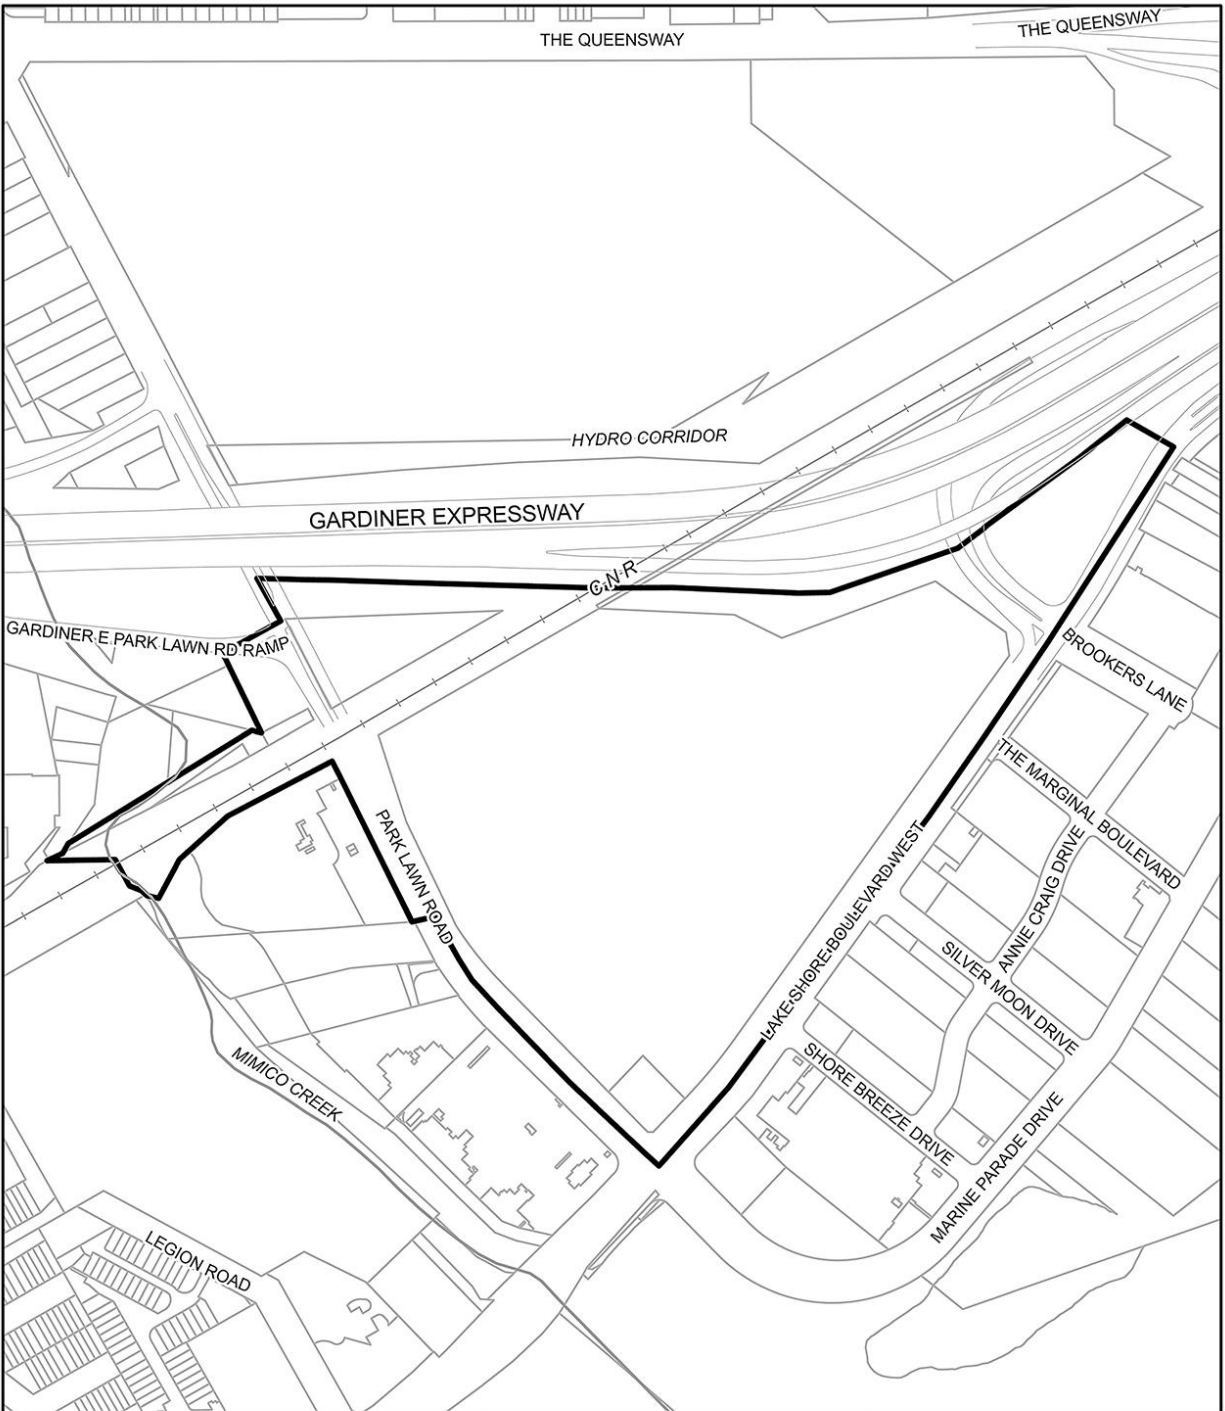 THE QUEENSWAY
THE QUEENSWAY
HYDRO CORRIDOR
GARDINER EXPRESSWAY
C N R
GARDINER E PARK LAWN RD RAMP
BROOKERS LANE
THE MARGINAL BOULEVARD
PARK LAWN ROAD
LAKE SHORE BOULEVARD WEST
ANNIE CRAIG DRIVE
SILVER MOON DRIVE
SHORE BREEZE DRIVE
MIMICO CREEK
MARINE PARADE DRIVE
LEGION ROAD